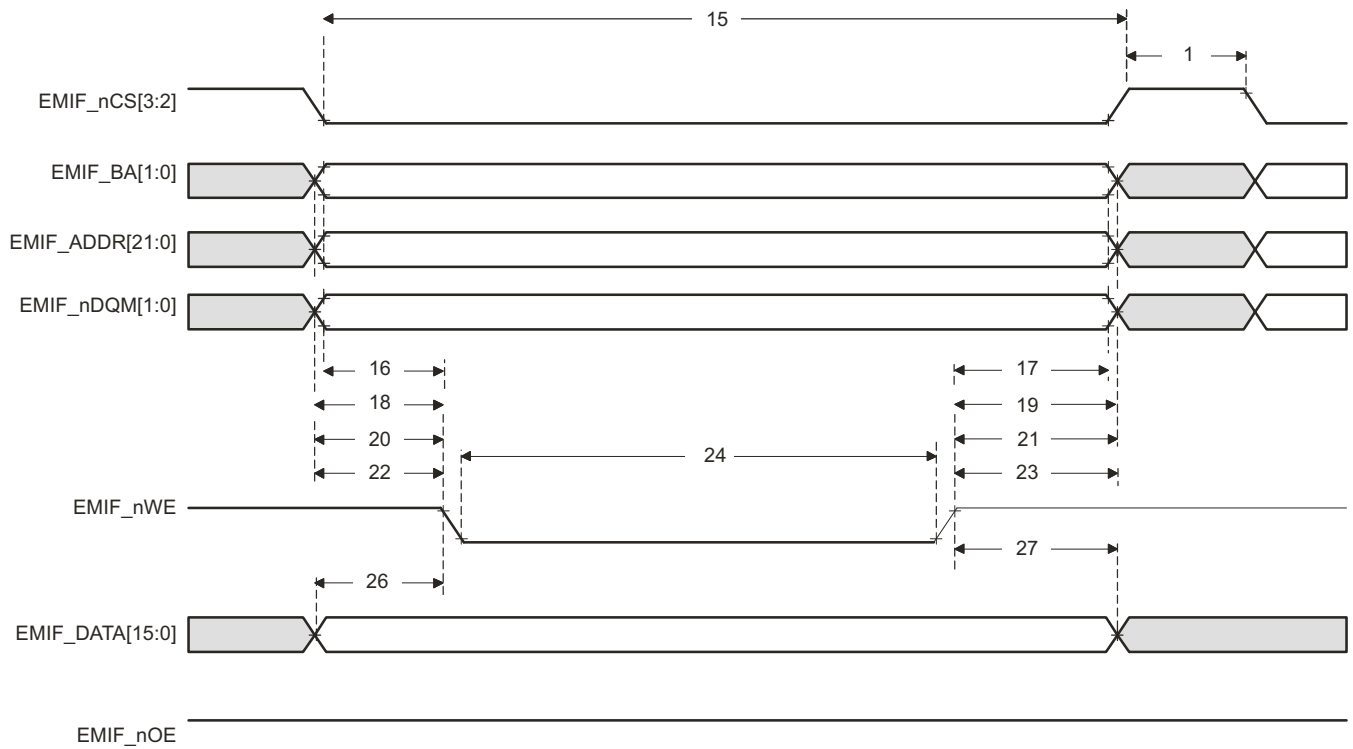 15
1
EMIF_nCS[3:2]
EMIF_BA[1:0]
EMIF_ADDR[21:0]
EMIF_nDQM[1:0]
16 17
18 19
20 21
24
22 23
EMIF_nWE
27
26
EMIF_DATA[15:0]
EMIF_nOE